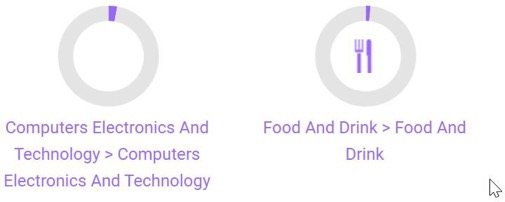 Computers Electronics And
Technology > Computers
Electronics And Technology
Food And Drink > Food And
Drink